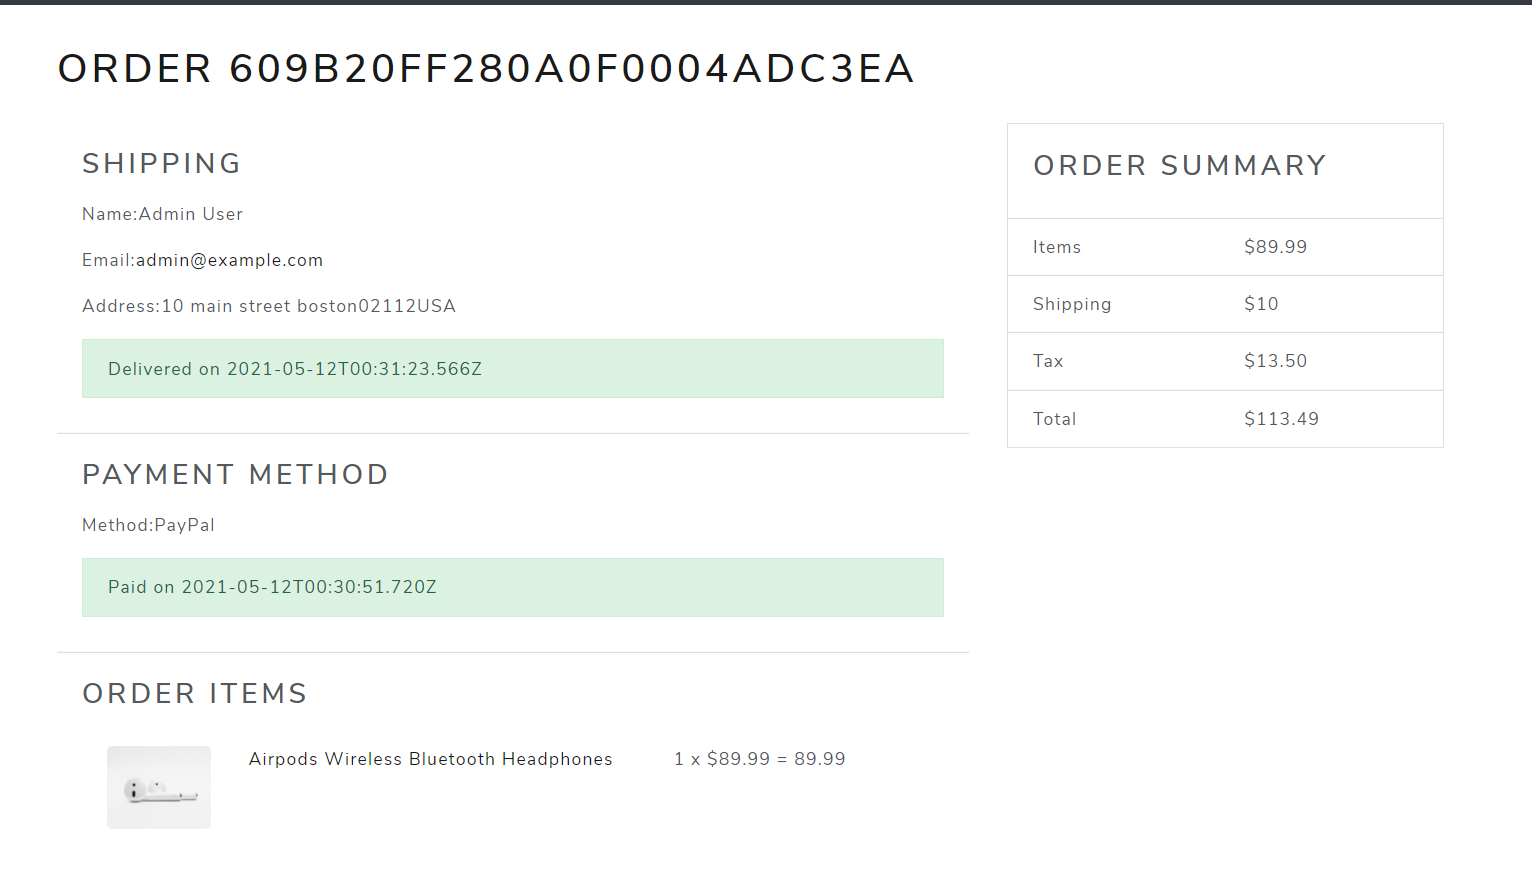 ORDER 609B20FF280A0F0004ADC3EA
SHIPPING
Name:Admin User
Email:admin@example.com
Address:10 main street boston02112USA
Delivered on 2021-05-12T00:31:23.566Z
PAYMENT METHOD
Method:PayPal
Paid on 2021-05-12T00:30:51.720Z
ORDER ITEMS
Airpods Wireless Bluetooth Headphones 1 x $89.99 = 89.99
ORDER SUMMARY
Items $89.99
Shipping $10
Tax $13.50
Total $113.49